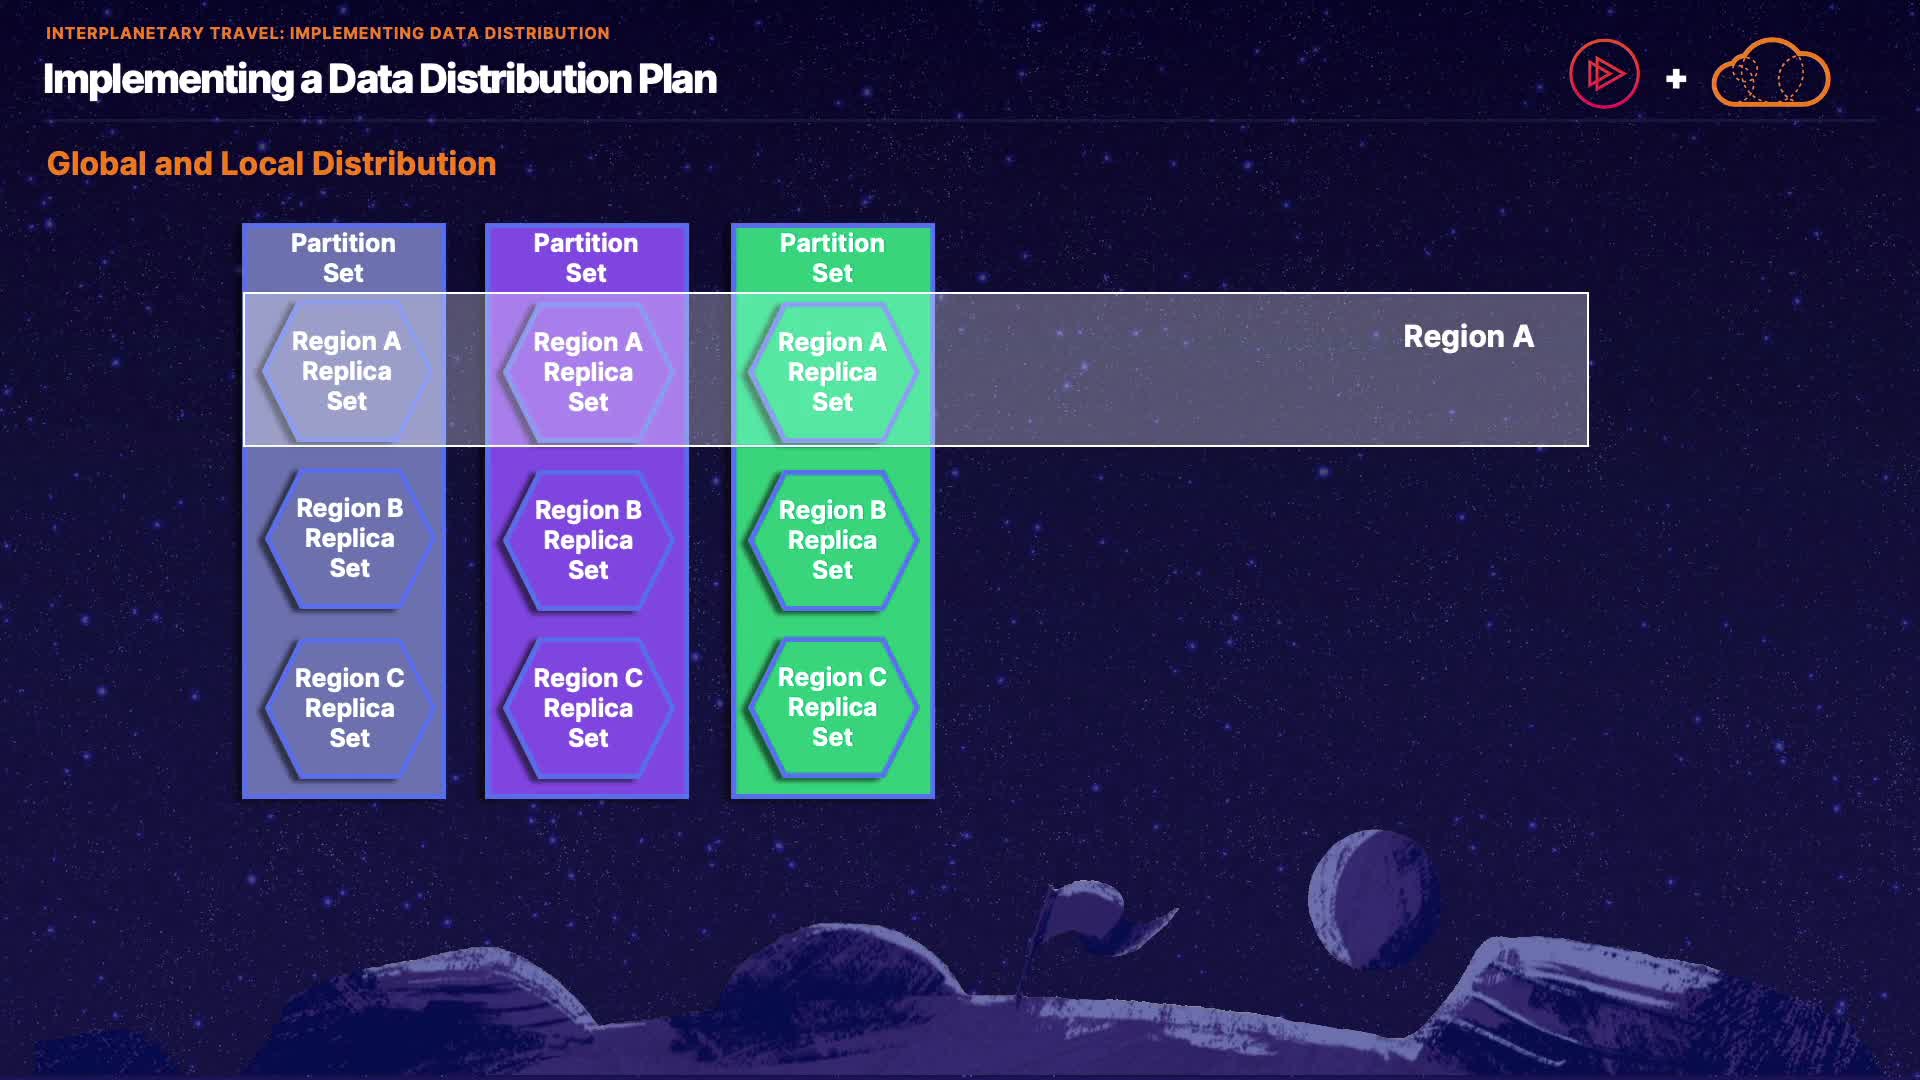 INTERPLANETARY TRAVEL: IMPLEMENTING DATA DISTRIBUTION
Implementing a Data Distribution Plan
Global and Local Distribution
Partition
Set
Region A
Replica
Set
Region B
Replica
Set
Region C
Replica
Set
Partition
Set
Region A
Replica
Set
Region B
Replica
Set
Region C
Replica
Set
Partition
Set
Region A
Replica
Set
Region B
Replica
Set
Region C
Replica
Set
Region A